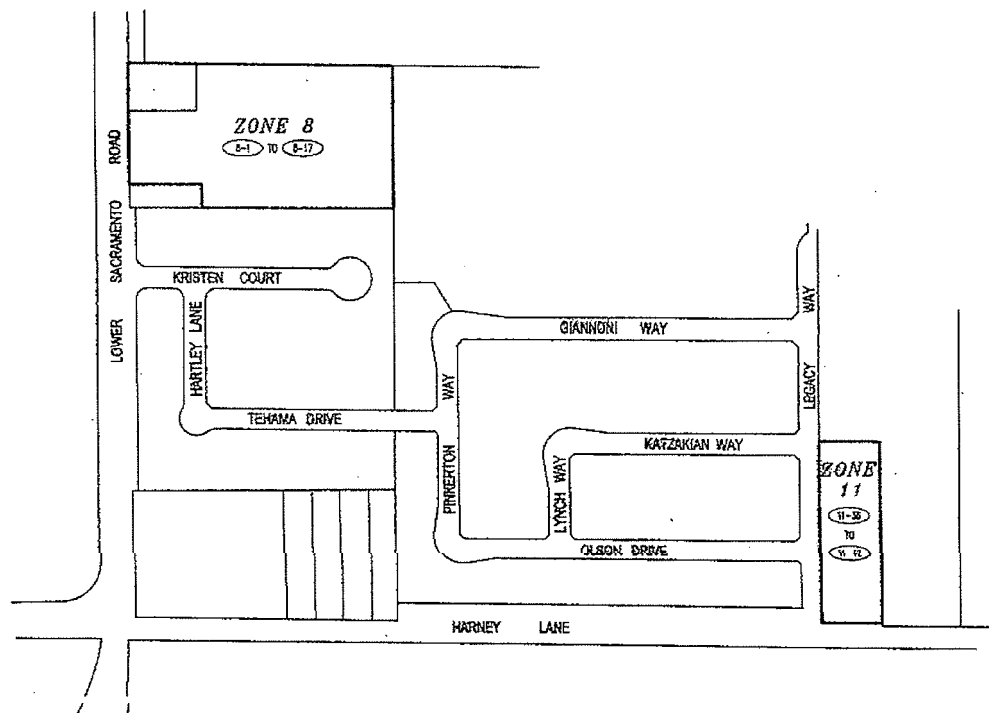 ZONE 8
8-1 TO 8-17
LOWER SACRAMENTO ROAD
KRISTEN COURT
HARTLEY LANE
GIANNONI WAY
LEGACY WAY
TEHAMA DRIVE
PINKERTON WAY
KATZAKIAN WAY
LYNCH WAY
ZONE
11
TO
OLSON DRIVE
HARNEY LANE